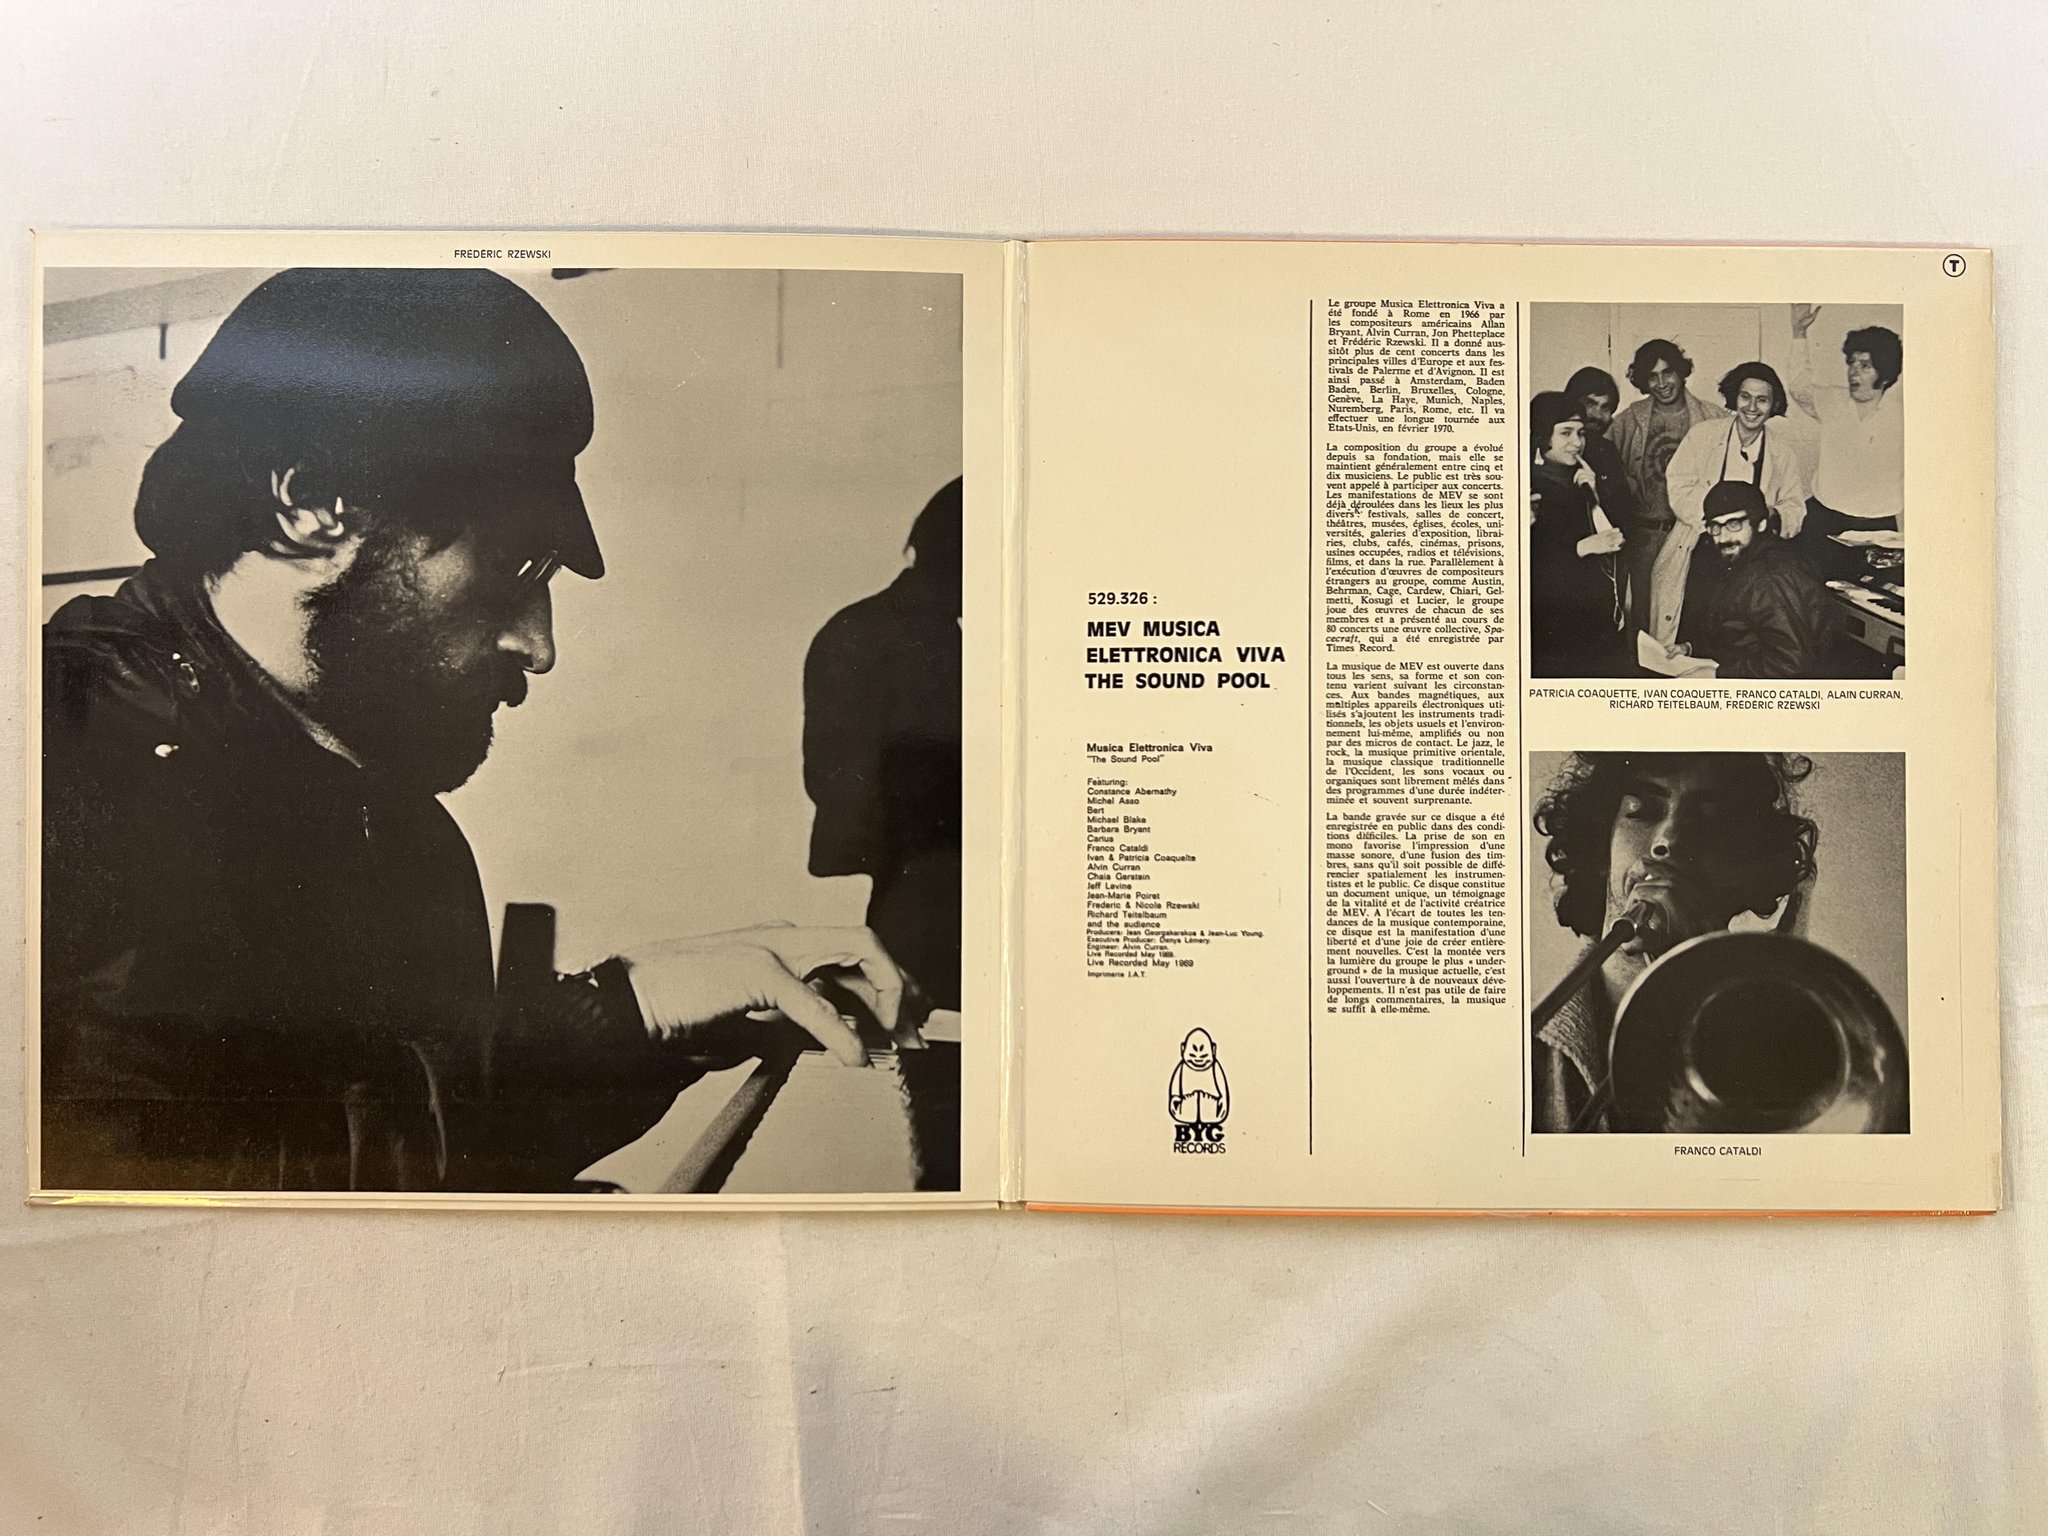 FREDERIC RZEWSKI
T
529.326 :
MEV MUSICA
ELETTRONICA VIVA
THE SOUND POOL
Musica Elettronica Viva
"The Sound Pool"
Featuring:
Constance Abernathy
Michel Asso
Bert
Michael Blake
Barbara Bryant
Carius
Franco Cataldi
Ivan & Patricia Coaquette
Alvin Curran
Chaia Gerstein
Jeff Levine
Jean-Marie Poiret
Frederic & Nicole Rzewski
Richard Teitelbaum
and the audience
Producers: Jean Georgakarakos & Jean-Luc Young.
Executive Producer: Denys Lémery.
Engineer: Alvin Curran.
Live Recorded May 1969.
Live Recorded May 1969
Imprimerie I.A.T.
BYG
RECORDS
Le groupe Musica Elettronica Viva a
été fondé à Rome en 1966 par
les compositeurs américains Allan
Bryant, Alvin Curran, Jon Phetteplace
et Frédéric Rzewski. Il a donné aus-
sitôt plus de cent concerts dans les
principales villes d'Europe et aux fes-
tivals de Palerme et d'Avignon. Il est
ainsi passé à Amsterdam, Baden
Baden, Berlin, Bruxelles, Cologne,
Genève, La Haye, Munich, Naples,
Nuremberg, Paris, Rome, etc. Il va
effectuer une longue tournée aux
Etats-Unis, en février 1970.
La composition du groupe a évolué
depuis sa fondation, mais elle se
maintient généralement entre cinq et
dix musiciens. Le public est très sou-
vent appelé à participer aux concerts.
Les manifestations de MEV se sont
déjà déroulées dans les lieux les plus
divers : festivals, salles de concert,
théâtres, musées, églises, écoles, uni-
versités, galeries d'exposition, librai-
ries, clubs, cafés, cinémas, prisons,
usines occupées, radios et télévisions,
films, et dans la rue. Parallèlement à
l'exécution d'œuvres de compositeurs
étrangers au groupe, comme Austin,
Behrman, Cage, Cardew, Chiari, Gel-
metti, Kosugi et Lucier, le groupe
joue des œuvres de chacun de ses
membres et a présenté au cours de
80 concerts une œuvre collective, Spa-
cecraft, qui a été enregistrée par
Times Record.
La musique de MEV est ouverte dans
tous les sens, sa forme et son con-
tenu varient suivant les circonstan-
ces. Aux bandes magnétiques, aux
multiples appareils électroniques uti-
lisés s'ajoutent les instruments tradi-
tionnels, les objets usuels et l'environ-
nement lui-même, amplifiés ou non
par des micros de contact. Le jazz, le
rock, la musique primitive orientale,
la musique classique traditionnelle
de l'Occident, les sons vocaux ou
organiques sont librement mêlés dans
des programmes d'une durée indéter-
minée et souvent surprenante.
La bande gravée sur ce disque a été
enregistrée en public dans des condi-
tions difficiles. La prise de son en
mono favorise l'impression d'une
masse sonore, d'une fusion des tim-
bres, sans qu'il soit possible de diffé-
rencier spatialement les instrumen-
tistes et le public. Ce disque constitue
un document unique, un témoignage
de la vitalité et de l'activité créatrice
de MEV. A l'écart de toutes les ten-
dances de la musique contemporaine,
ce disque est la manifestation d'une
liberté et d'une joie de créer entière-
ment nouvelles. C'est la montée vers
la lumière du groupe le plus « under-
ground » de la musique actuelle, c'est
aussi l'ouverture à de nouveaux déve-
loppements. Il n'est pas utile de faire
de longs commentaires, la musique
se suffit à elle-même.
PATRICIA COAQUETTE, IVAN COAQUETTE, FRANCO CATALDI, ALAIN CURRAN,
RICHARD TEITELBAUM, FRÉDERIC RZEWSKI
FRANCO CATALDI